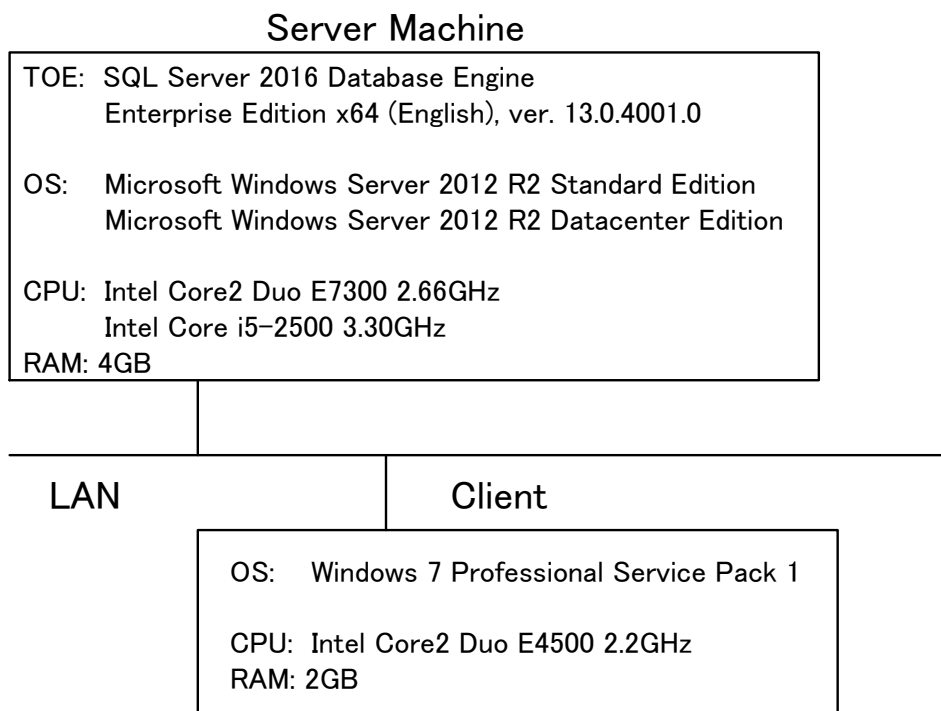 Server Machine
TOE: SQL Server 2016 Database Engine
Enterprise Edition x64 (English), ver. 13.0.4001.0
OS: Microsoft Windows Server 2012 R2 Standard Edition
Microsoft Windows Server 2012 R2 Datacenter Edition
CPU: Intel Core2 Duo E7300 2.66GHz
Intel Core i5-2500 3.30GHz
RAM: 4GB
LAN
Client
OS: Windows 7 Professional Service Pack 1
CPU: Intel Core2 Duo E4500 2.2GHz
RAM: 2GB